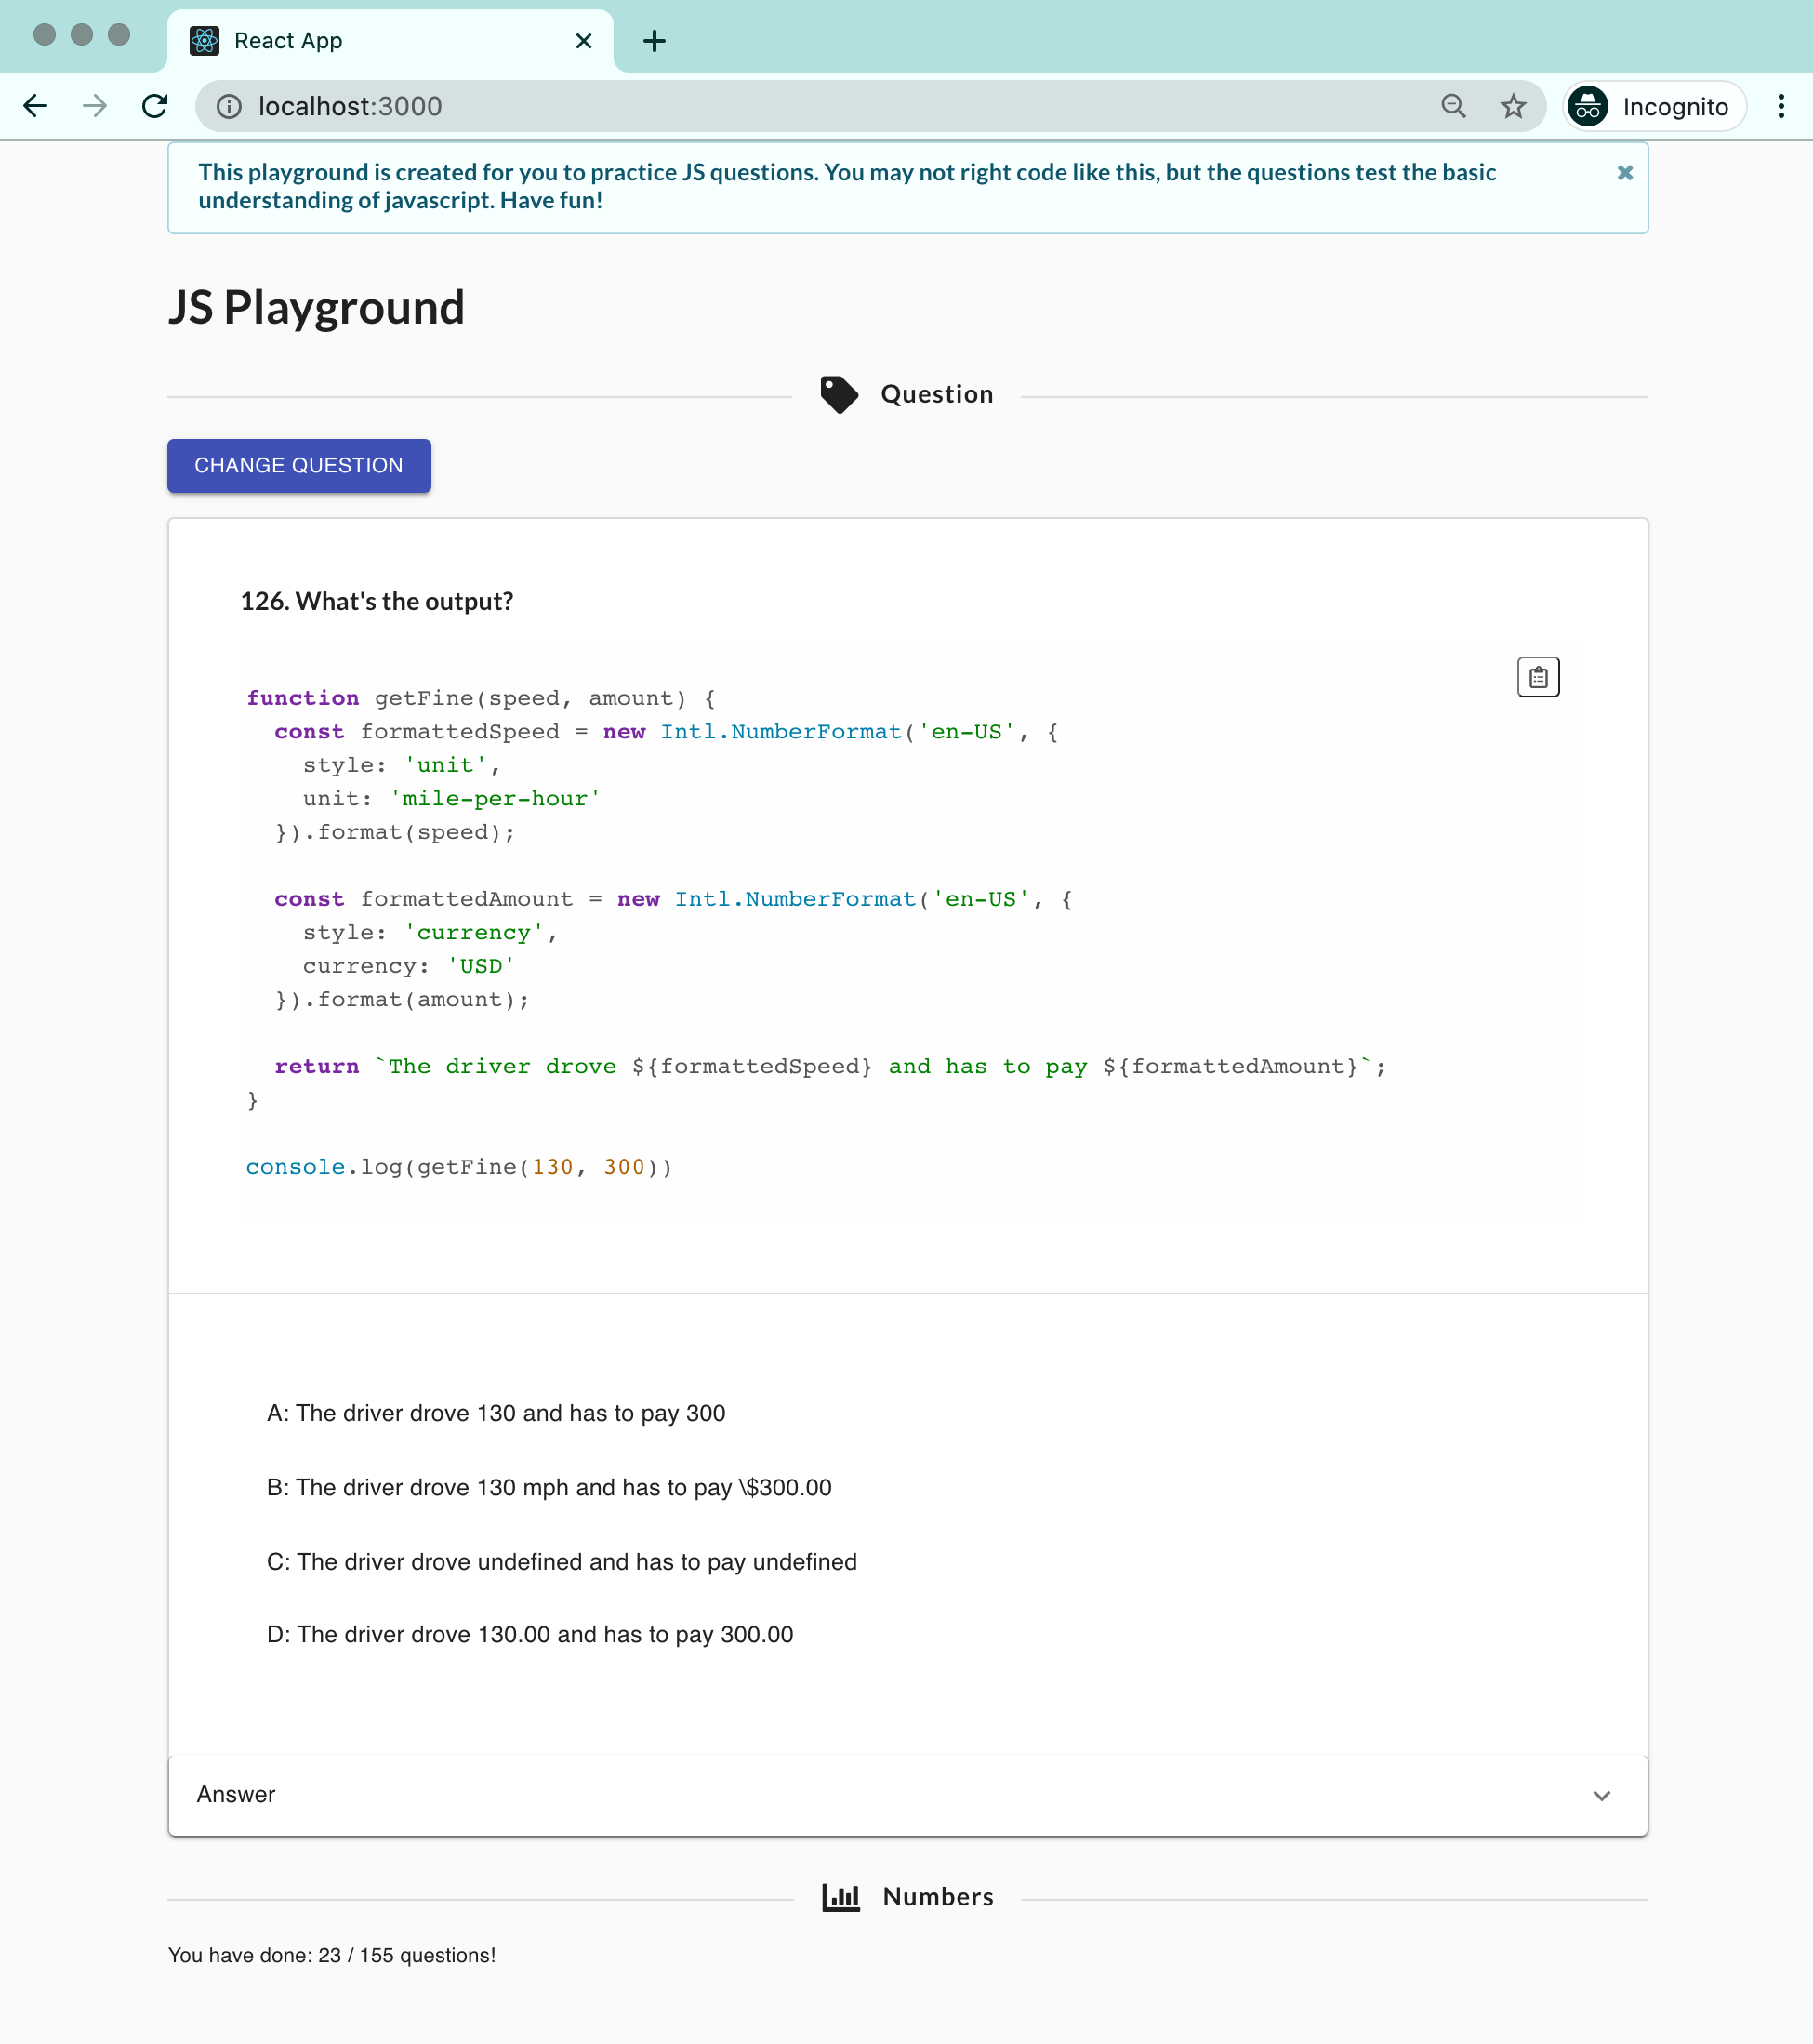 React App
localhost:3000
Incognito
This playground is created for you to practice JS questions. You may not right code like this, but the questions test the basic
understanding of javascript. Have fun!
JS Playground
Question
CHANGE QUESTION
126. What's the output?
function getFine(speed, amount) {
  const formattedSpeed = new Intl.NumberFormat('en-US', {
    style: 'unit',
    unit: 'mile-per-hour'
  }).format(speed);
  const formattedAmount = new Intl.NumberFormat('en-US', {
    style: 'currency',
    currency: 'USD'
  }).format(amount);
  return `The driver drove ${formattedSpeed} and has to pay ${formattedAmount}`;
}
console.log(getFine(130, 300))
A: The driver drove 130 and has to pay 300
B: The driver drove 130 mph and has to pay \$300.00
C: The driver drove undefined and has to pay undefined
D: The driver drove 130.00 and has to pay 300.00
Answer
Numbers
You have done: 23 / 155 questions!